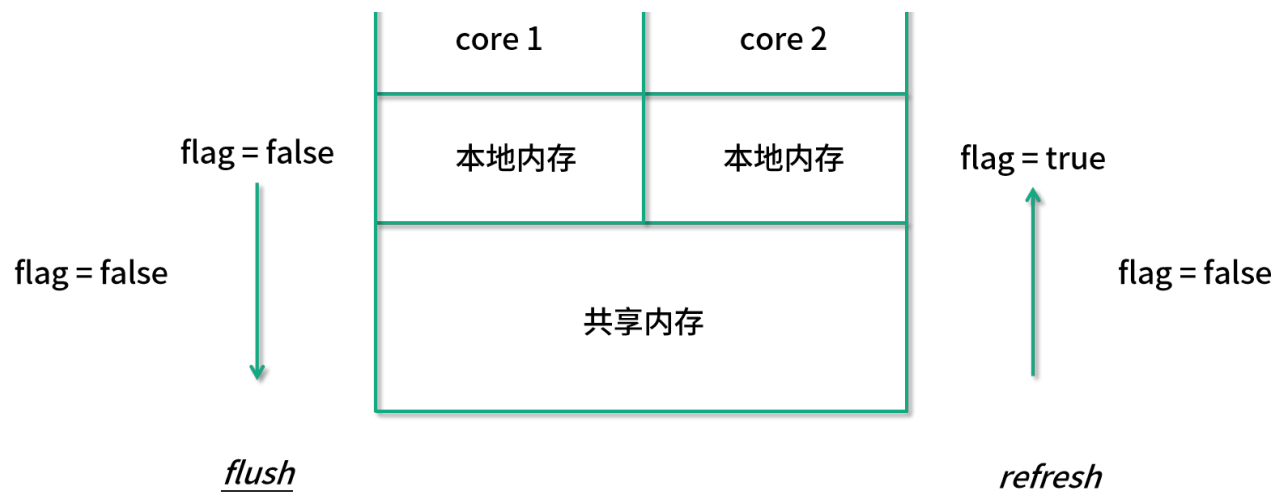 core 1
core 2
flag = false
本地内存
本地内存
flag = true
flag = false
flag = false
共享内存
flush
refresh